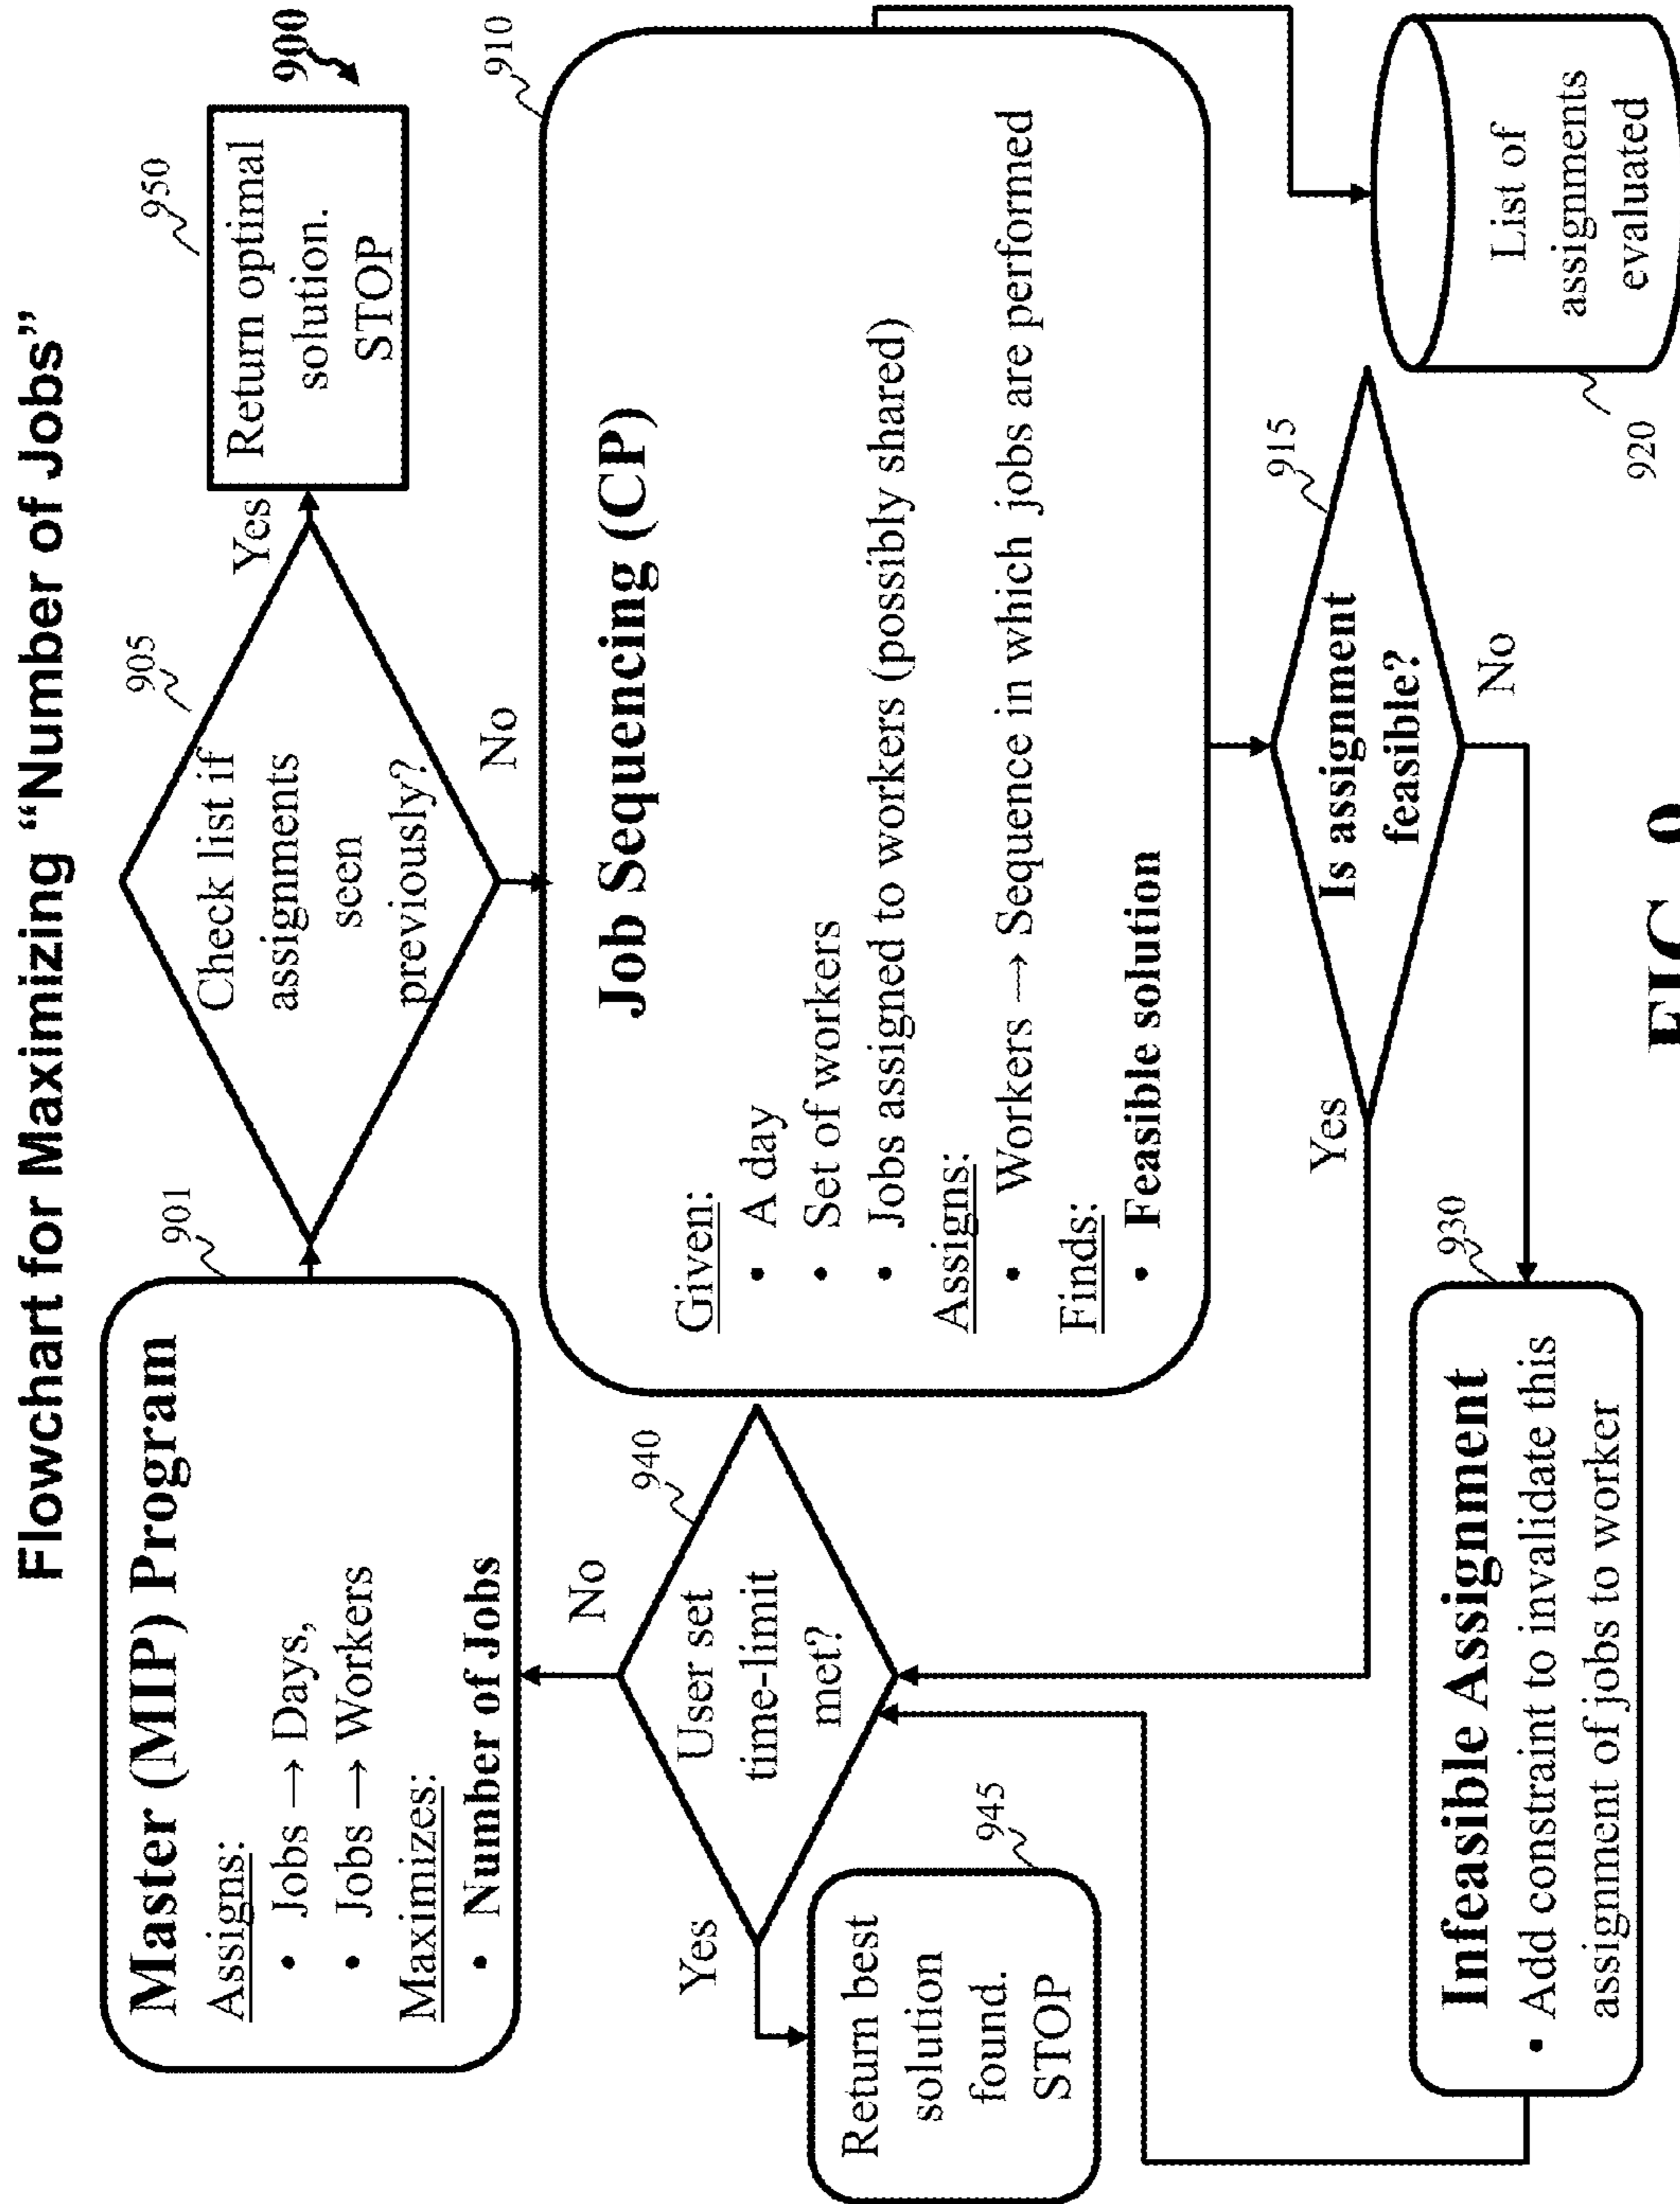 Flowchart for Maximizing “Number of Jobs”
900
901
Master (MIP) Program
Assigns:
• Jobs → Days,
• Jobs → Workers
Maximizes:
• Number of Jobs
905
Check list if
assignments
seen
previously?
Yes
No
950
Return optimal
solution.
STOP
910
Job Sequencing (CP)
Given:
• A day
• Set of workers
• Jobs assigned to workers (possibly shared)
Assigns:
• Workers → Sequence in which jobs are performed
Finds:
• Feasible solution
940
User set
time-limit
met?
No
Yes
945
Return best
solution
found.
STOP
915
Is assignment
feasible?
Yes
No
920
List of
assignments
evaluated
930
Infeasible Assignment
• Add constraint to invalidate this
assignment of jobs to worker
FIG. 9